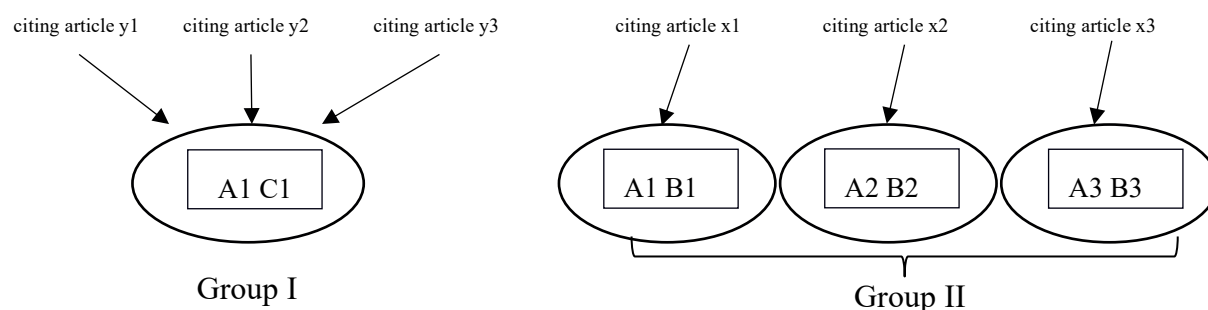 citing article y1 citing article y2 citing article y3 citing article x1 citing article x2 citing article x3
A1 C1 A1 B1 A2 B2 A3 B3
Group I
Group II